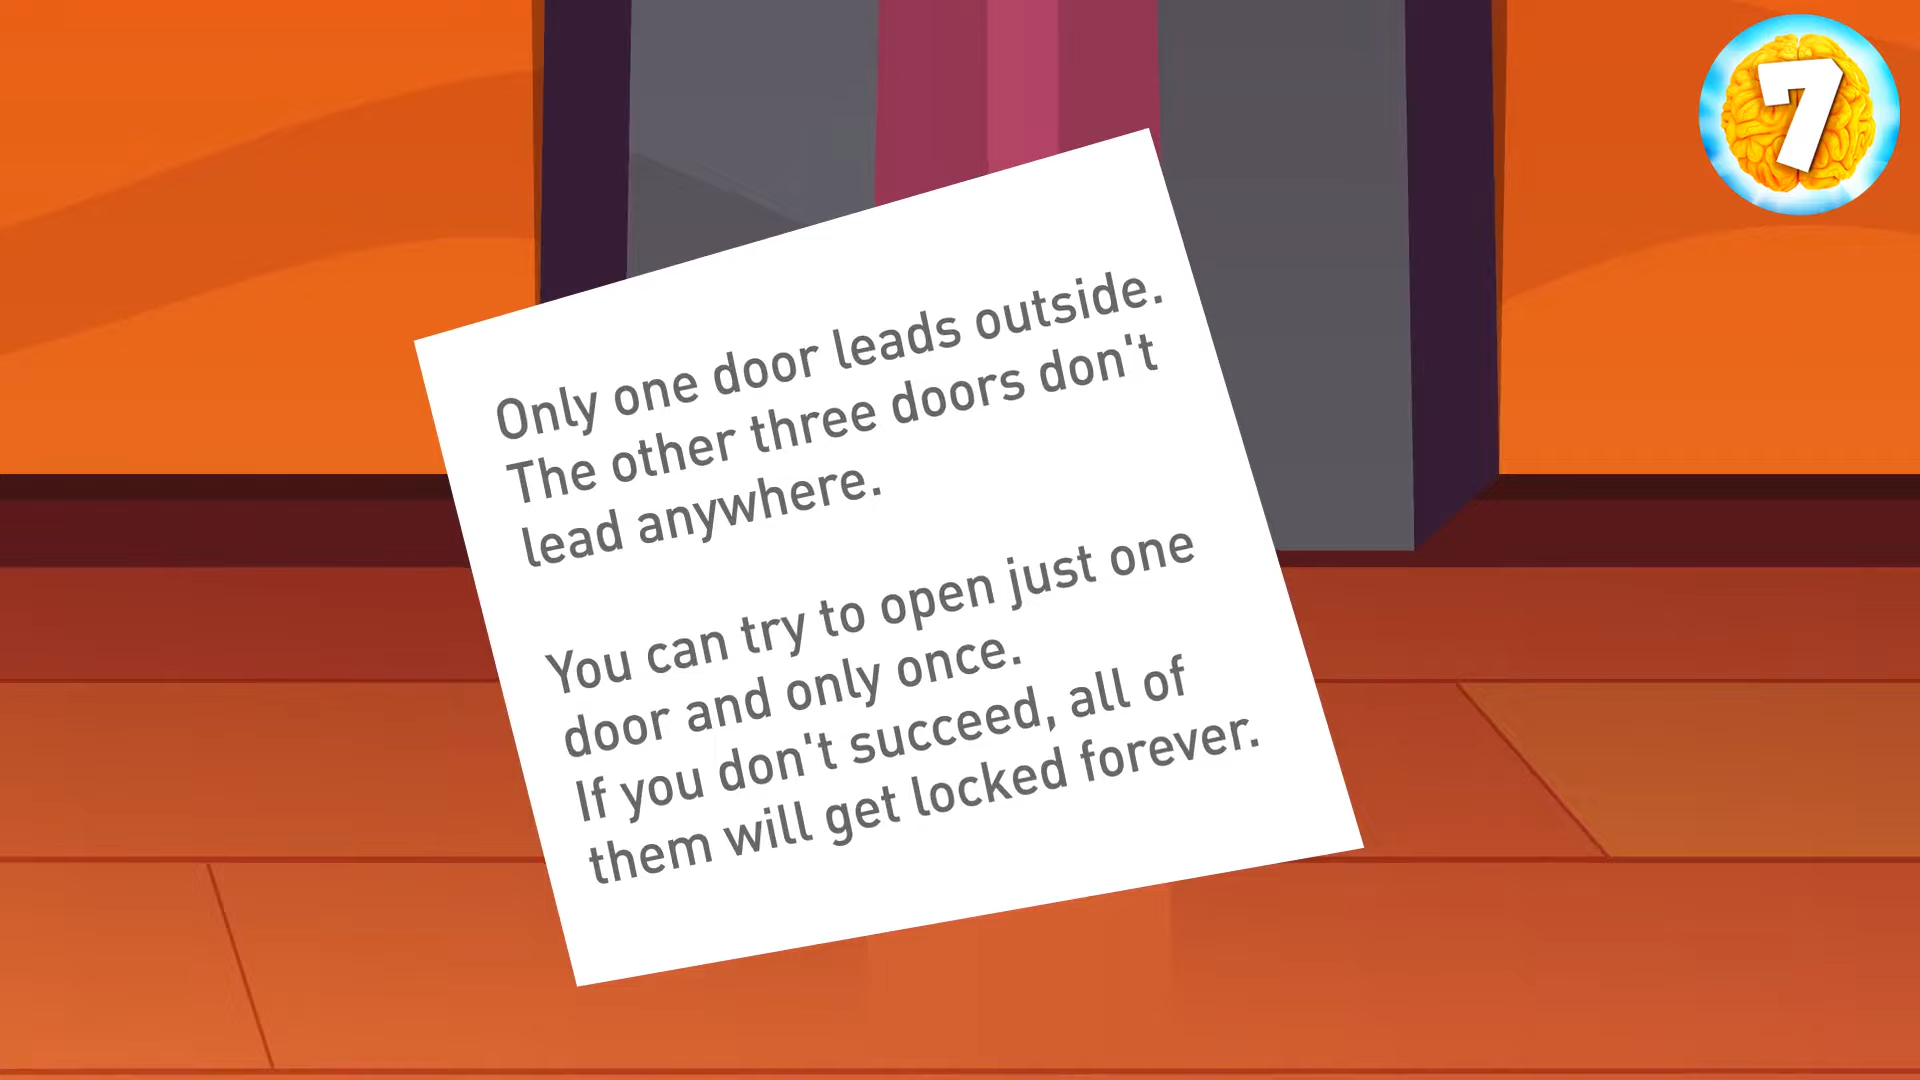 7
Only one door leads outside.
The other three doors don't
lead anywhere.
You can try to open just one
door and only once.
If you don't succeed, all of
them will get locked forever.